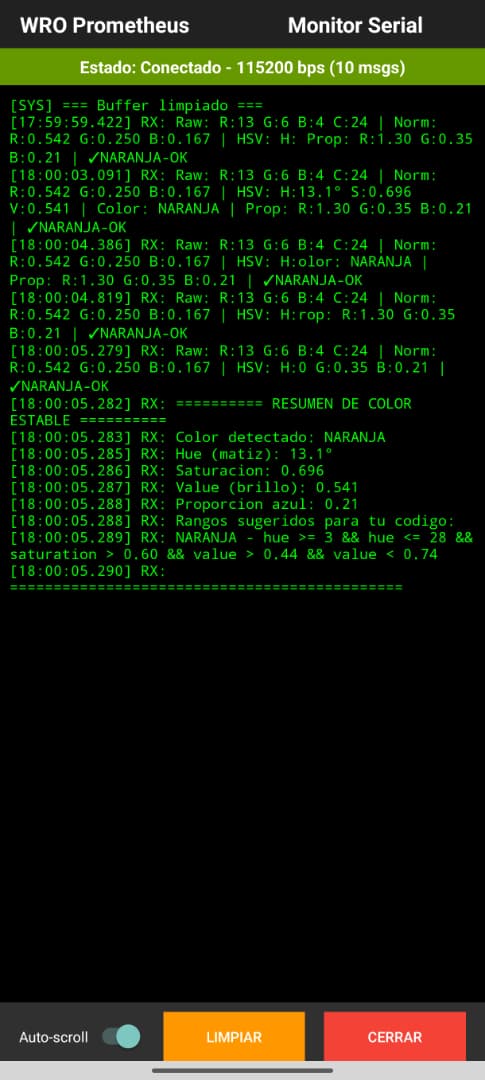 WRO Prometheus Monitor Serial
Estado: Conectado - 115200 bps (10 msgs)
[SYS] === Buffer limpiado ===
[17:59:59.422] RX: Raw: R:13 G:6 B:4 C:24 | Norm:
R:0.542 G:0.250 B:0.167 | HSV: H: Prop: R:1.30 G:0.35
B:0.21 | ✓NARANJA-OK
[18:00:03.091] RX: Raw: R:13 G:6 B:4 C:24 | Norm:
R:0.542 G:0.250 B:0.167 | HSV: H:13.1° S:0.696
V:0.541 | Color: NARANJA | Prop: R:1.30 G:0.35 B:0.21
| ✓NARANJA-OK
[18:00:04.386] RX: Raw: R:13 G:6 B:4 C:24 | Norm:
R:0.542 G:0.250 B:0.167 | HSV: H:olor: NARANJA |
Prop: R:1.30 G:0.35 B:0.21 | ✓NARANJA-OK
[18:00:04.819] RX: Raw: R:13 G:6 B:4 C:24 | Norm:
R:0.542 G:0.250 B:0.167 | HSV: H:rop: R:1.30 G:0.35
B:0.21 | ✓NARANJA-OK
[18:00:05.279] RX: Raw: R:13 G:6 B:4 C:24 | Norm:
R:0.542 G:0.250 B:0.167 | HSV: H:0 G:0.35 B:0.21 |
✓NARANJA-OK
[18:00:05.282] RX: ========== RESUMEN DE COLOR
ESTABLE ==========
[18:00:05.283] RX: Color detectado: NARANJA
[18:00:05.285] RX: Hue (matiz): 13.1°
[18:00:05.286] RX: Saturacion: 0.696
[18:00:05.287] RX: Value (brillo): 0.541
[18:00:05.288] RX: Proporcion azul: 0.21
[18:00:05.288] RX: Rangos sugeridos para tu codigo:
[18:00:05.289] RX: NARANJA - hue >= 3 && hue <= 28 &&
saturation > 0.60 && value > 0.44 && value < 0.74
[18:00:05.290] RX:
=============================================
Auto-scroll LIMPIAR CERRAR